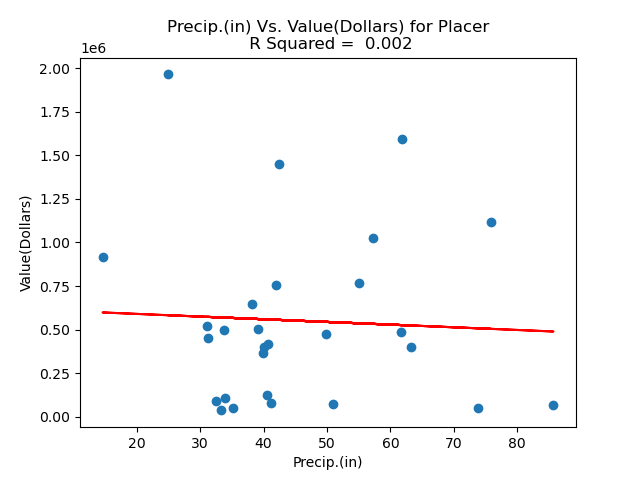 Precip.(in) Vs. Value(Dollars) for Placer
R Squared =  0.002
1e6
2.00
1.75
1.50
1.25
1.00
0.75
0.50
0.25
0.00
Value(Dollars)
20 30 40 50 60 70 80
Precip.(in)